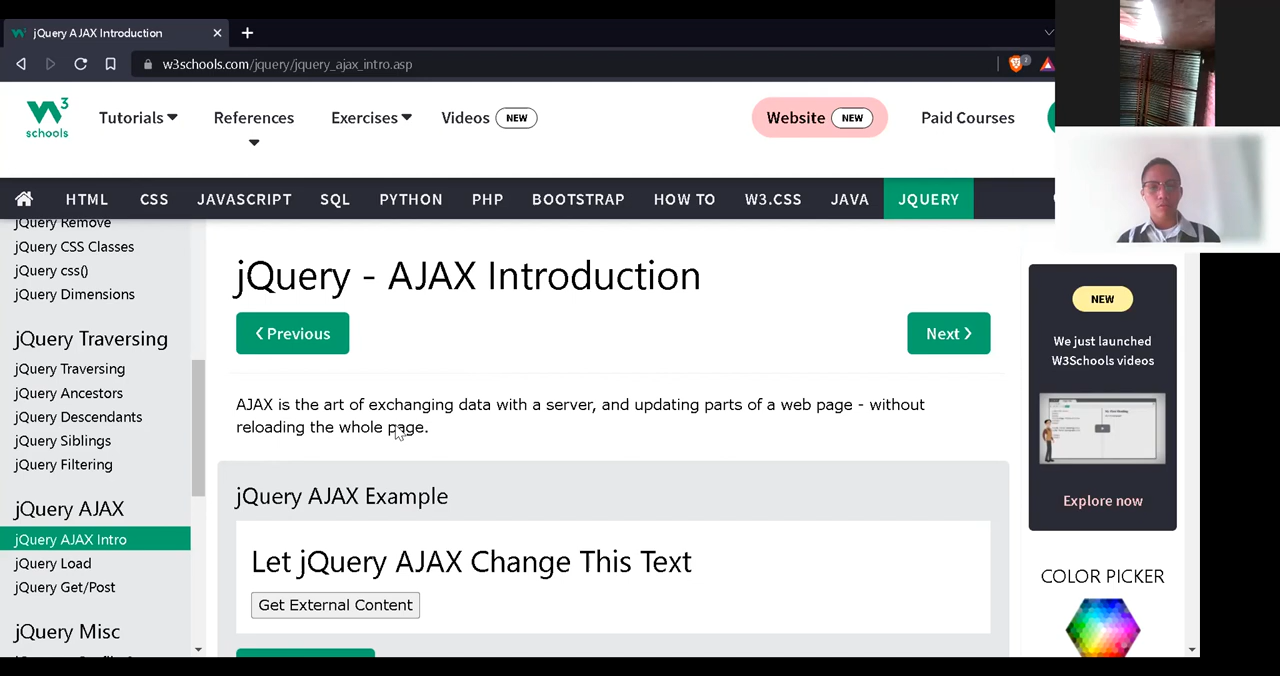 jQuery AJAX Introduction
w3schools.com/jquery/jquery_ajax_intro.asp
W3
schools
Tutorials
References
Exercises
Videos NEW
Website NEW
Paid Courses
HTML CSS JAVASCRIPT SQL PYTHON PHP BOOTSTRAP HOW TO W3.CSS JAVA JQUERY
jQuery Remove
jQuery CSS Classes
jQuery css()
jQuery Dimensions
jQuery Traversing
jQuery Traversing
jQuery Ancestors
jQuery Descendants
jQuery Siblings
jQuery Filtering
jQuery AJAX
jQuery AJAX Intro
jQuery Load
jQuery Get/Post
jQuery Misc
jQuery - AJAX Introduction
Previous
Next
AJAX is the art of exchanging data with a server, and updating parts of a web page - without
reloading the whole page.
jQuery AJAX Example
Let jQuery AJAX Change This Text
Get External Content
NEW
We just launched
W3Schools videos
Explore now
COLOR PICKER